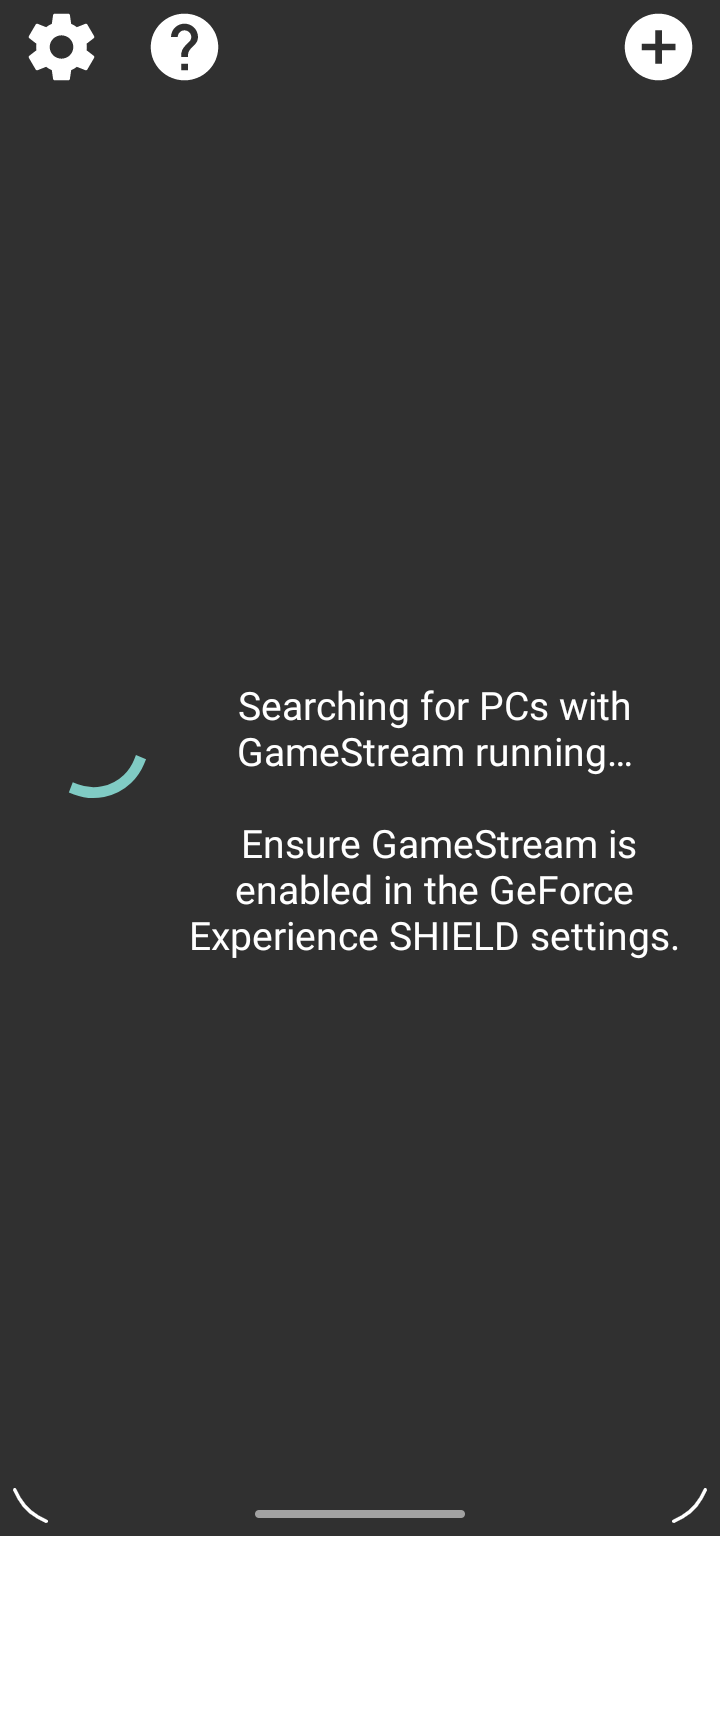 Searching for PCs with
GameStream running…
Ensure GameStream is
enabled in the GeForce
Experience SHIELD settings.